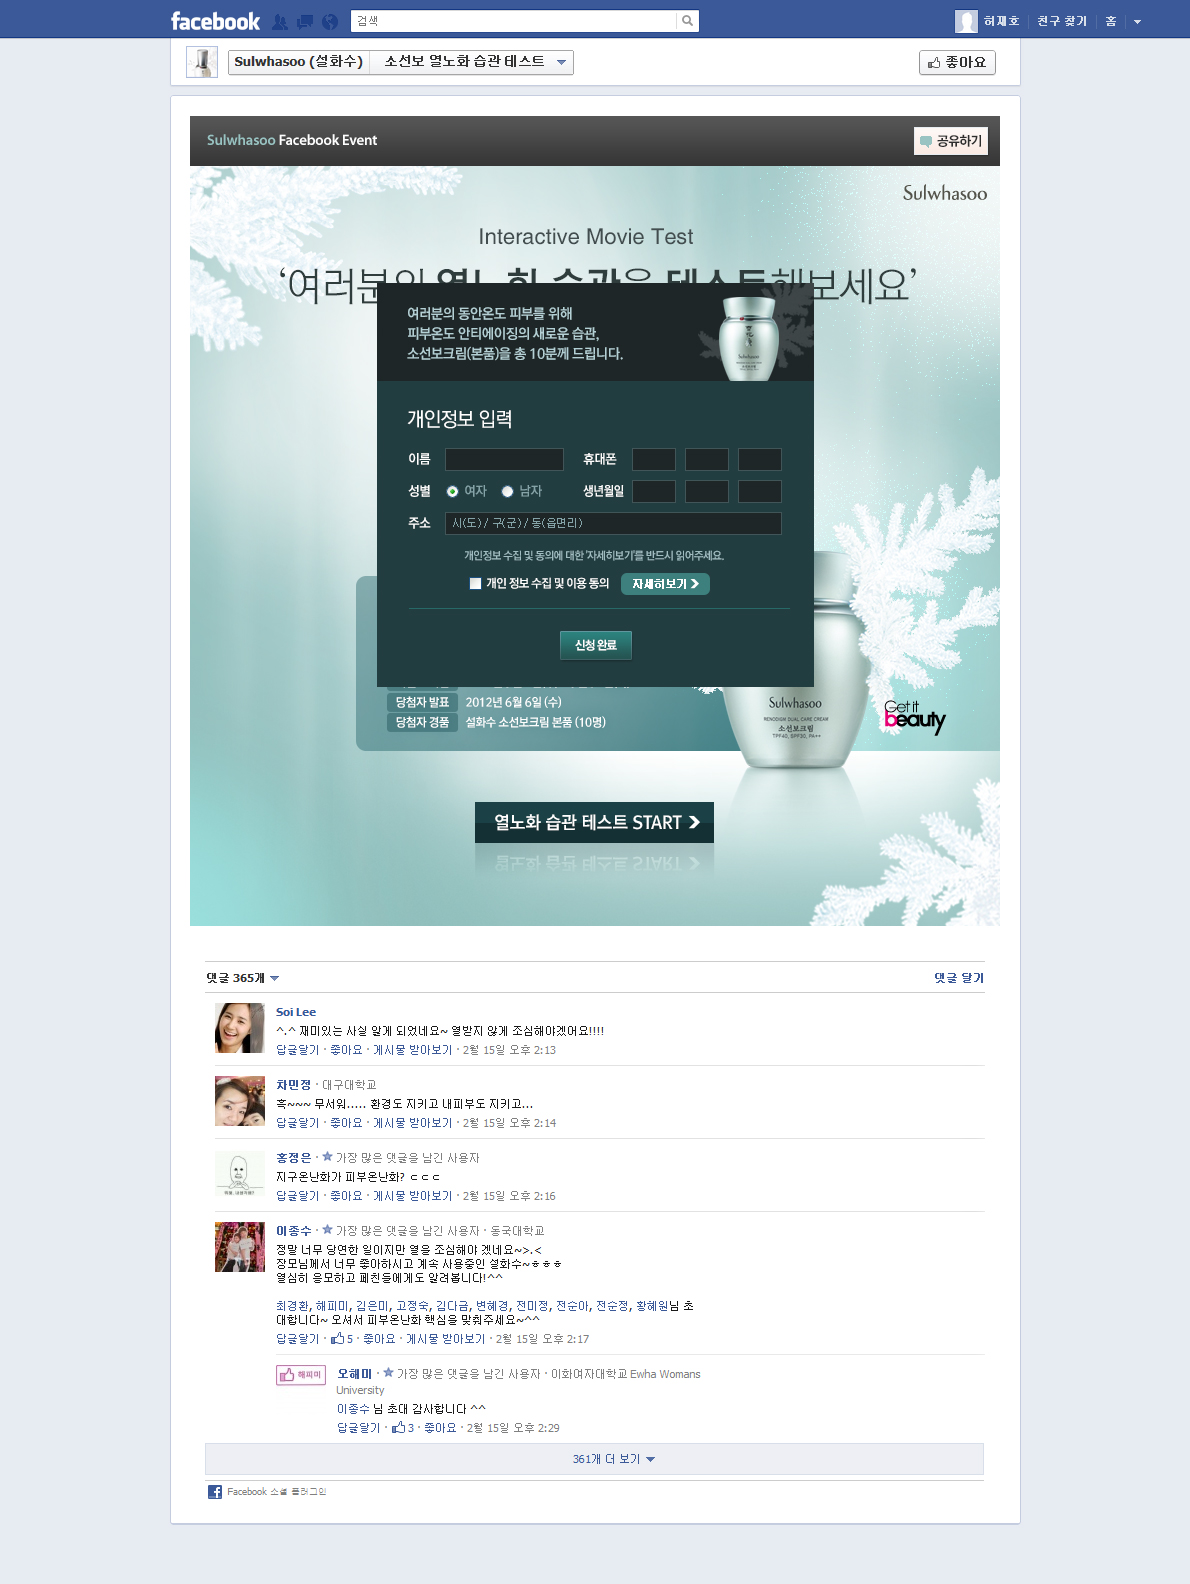 facebook
검색
허재호
친구 찾기
홈
Sulwhasoo (설화수)
소선보 열노화 습관 테스트
좋아요
Sulwhasoo Facebook Event
공유하기
Sulwhasoo
Interactive Movie Test
‘여러분의 열노화 습관을 테스트해보세요’
여러분의 동안온도 피부를 위해
피부온도 안티에이징의 새로운 습관,
소선보크림(본품)을 총 10분께 드립니다.
Sulwhasoo
개인정보 입력
이름
휴대폰
성별
여자
남자
생년월일
주소
시(도) / 구(군) / 동(읍면리)
개인정보 수집 및 동의에 대한 '자세히보기'를 반드시 읽어주세요.
개인 정보 수집 및 이용 동의
자세히보기
신청 완료
당첨자 발표
2012년 6월 6일 (수)
당첨자 경품
설화수 소선보크림 본품 (10명)
Sulwhasoo
RENODIGM DUAL CARE CREAM
소선보크림
TPF40, SPF30, PA++
Get it
beauty
열노화 습관 테스트 START
댓글 365개
댓글 달기
Soi Lee
^.^ 재미있는 사실 알게 되었네요~ 열받지 않게 조심해야겠어요!!!!
답글달기 · 좋아요 · 게시물 받아보기 · 2월 15일 오후 2:13
차민정 · 대구대학교
흑~~~ 무서워..... 환경도 지키고 내피부도 지키고...
답글달기 · 좋아요 · 게시물 받아보기 · 2월 15일 오후 2:14
홍정은 · 가장 많은 댓글을 남긴 사용자
지구온난화가 피부온난화? ㄷㄷㄷ
답글달기 · 좋아요 · 게시물 받아보기 · 2월 15일 오후 2:16
이종수 · 가장 많은 댓글을 남긴 사용자 · 동국대학교
정말 너무 당연한 일이지만 열을 조심해야 겠네요~>.<
장모님께서 너무 좋아하시고 계속 사용중인 설화수~ㅎㅎㅎ
열심히 응모하고 페친들에게도 알려봅니다!^^
최경환, 해피미, 김은미, 고정숙, 김다금, 변혜경, 전미정, 전순아, 전순정, 황혜원님 초
대합니다~ 오셔서 피부온난화 핵심을 맞춰주세요~^^
답글달기 · 5 · 좋아요 · 게시물 받아보기 · 2월 15일 오후 2:17
해피미
오혜미 · 가장 많은 댓글을 남긴 사용자 · 이화여자대학교 Ewha Womans
University
이종수 님 초대 감사합니다 ^^
답글달기 · 3 · 좋아요 · 2월 15일 오후 2:29
361개 더 보기
Facebook 소셜 플러그인